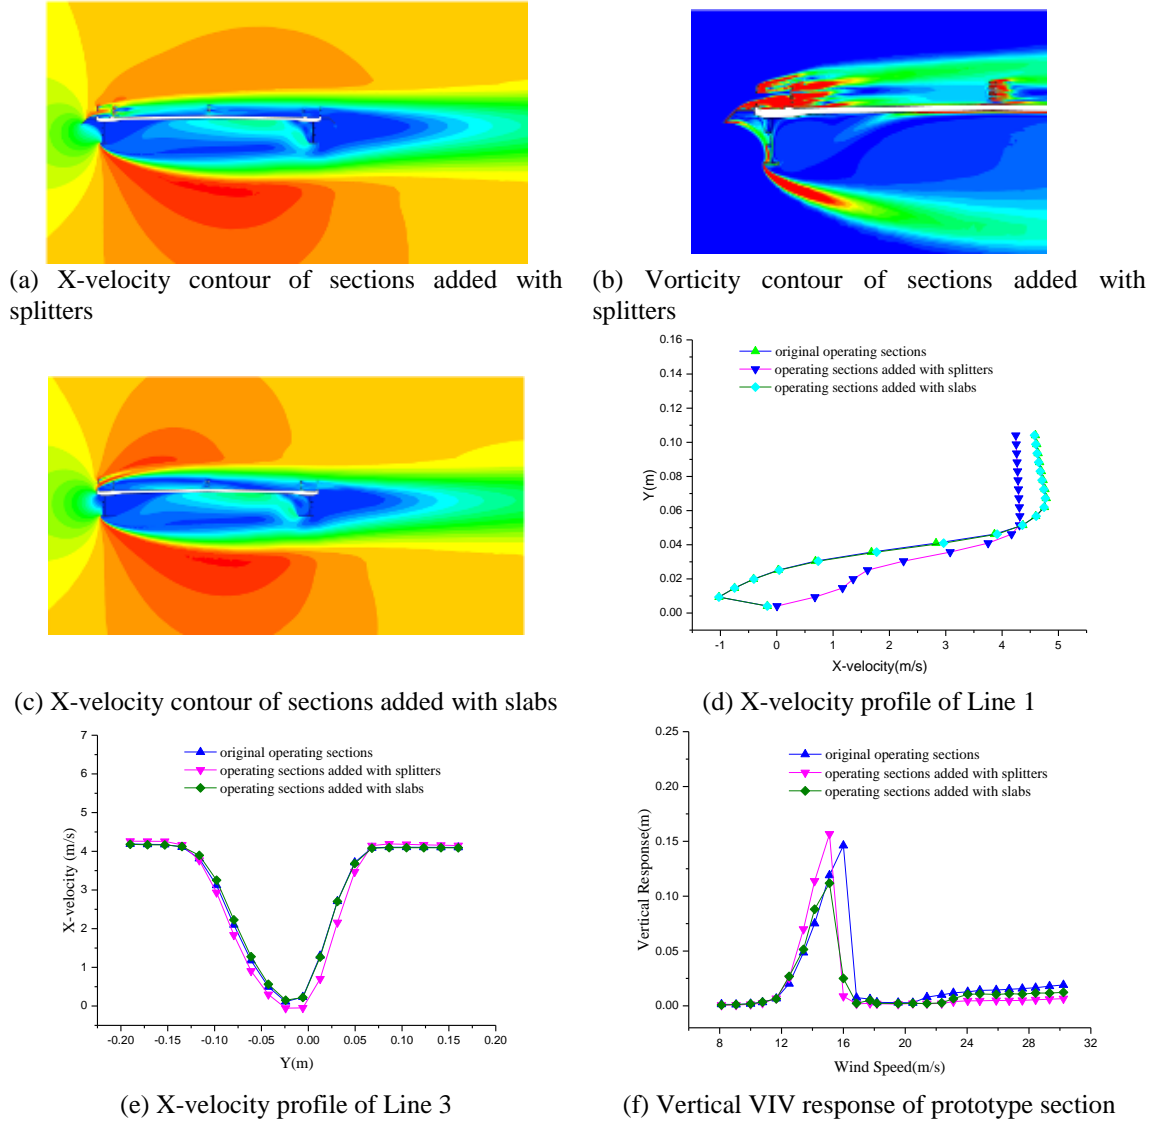 (a) X-velocity contour of sections added with
splitters
(b) Vorticity contour of sections added with
splitters
(c) X-velocity contour of sections added with slabs
0.16
0.14
0.12
0.10
0.08
0.06
0.04
0.02
0.00
Y(m)
original operating sections
operating sections added with splitters
operating sections added with slabs
-1 0 1 2 3 4 5
X-velocity(m/s)
(d) X-velocity profile of Line 1
7
6
5
4
3
2
1
0
X-velocity (m/s)
original operating sections
operating sections added with splitters
operating sections added with slabs
-0.20 -0.15 -0.10 -0.05 0.00 0.05 0.10 0.15 0.20
Y(m)
(e) X-velocity profile of Line 3
0.25
0.20
0.15
0.10
0.05
0.00
Vertical Response(m)
original operating sections
operating sections added with splitters
operating sections added with slabs
8 12 16 20 24 28 32
Wind Speed(m/s)
(f) Vertical VIV response of prototype section